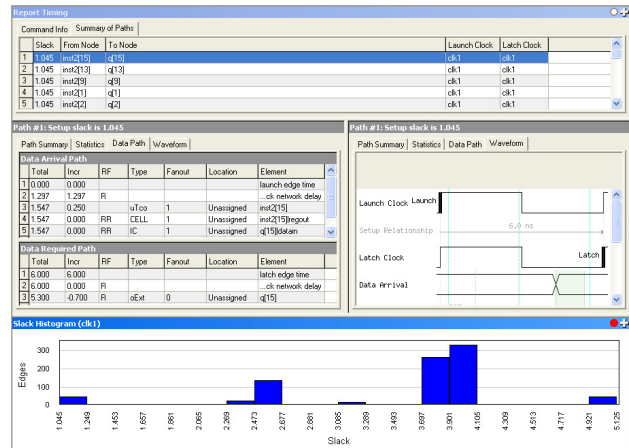 Report Timing
Command Info Summary of Paths
Slack From Node To Node Launch Clock Latch Clock
1 1.045 inst2[15] q[15] clk1 clk1
2 1.045 inst2[13] q[13] clk1 clk1
3 1.045 inst2[9] q[9] clk1 clk1
4 1.045 inst2[1] q[1] clk1 clk1
5 1.045 inst2[2] q[2] clk1 clk1
Path #1: Setup slack is 1.045
Path Summary Statistics Data Path Waveform
Data Arrival Path
Total Incr RF Type Fanout Location Element
1 0.000 0.000 launch edge time
2 1.297 1.297 R ...ck network delay
3 1.547 0.250 uTco 1 Unassigned inst2[15]
4 1.547 0.000 RR CELL 1 Unassigned inst2[15]|regout
5 1.547 0.000 RR IC 1 Unassigned q[15]|datain
Data Required Path
Total Incr RF Type Fanout Location Element
1 6.000 6.000 latch edge time
2 6.000 0.000 R ...ck network delay
3 5.300 -0.700 R oExt 0 Unassigned q[15]
Path #1: Setup slack is 1.045
Path Summary Statistics Data Path Waveform
Launch Clock Launch
Setup Relationship 6.0 ns
Latch Clock Latch
Data Arrival
Slack Histogram (clk1)
Edges
300
200
100
0
1.045 1.249 1.453 1.657 1.861 2.065 2.269 2.473 2.677 2.881 3.085 3.289 3.493 3.697 3.901 4.105 4.309 4.513 4.717 4.921 5.125
Slack